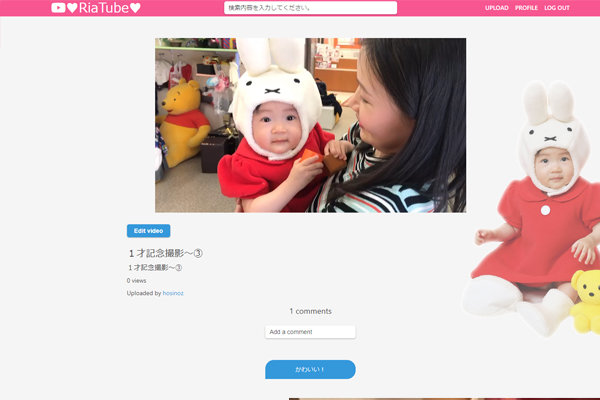 ♥RiaTube♥
検索内容を入力してください。
UPLOAD PROFILE LOG OUT
Edit video
１才記念撮影～③
１才記念撮影～③
0 views
Uploaded by hosinoz
1 comments
Add a comment
かわいい！